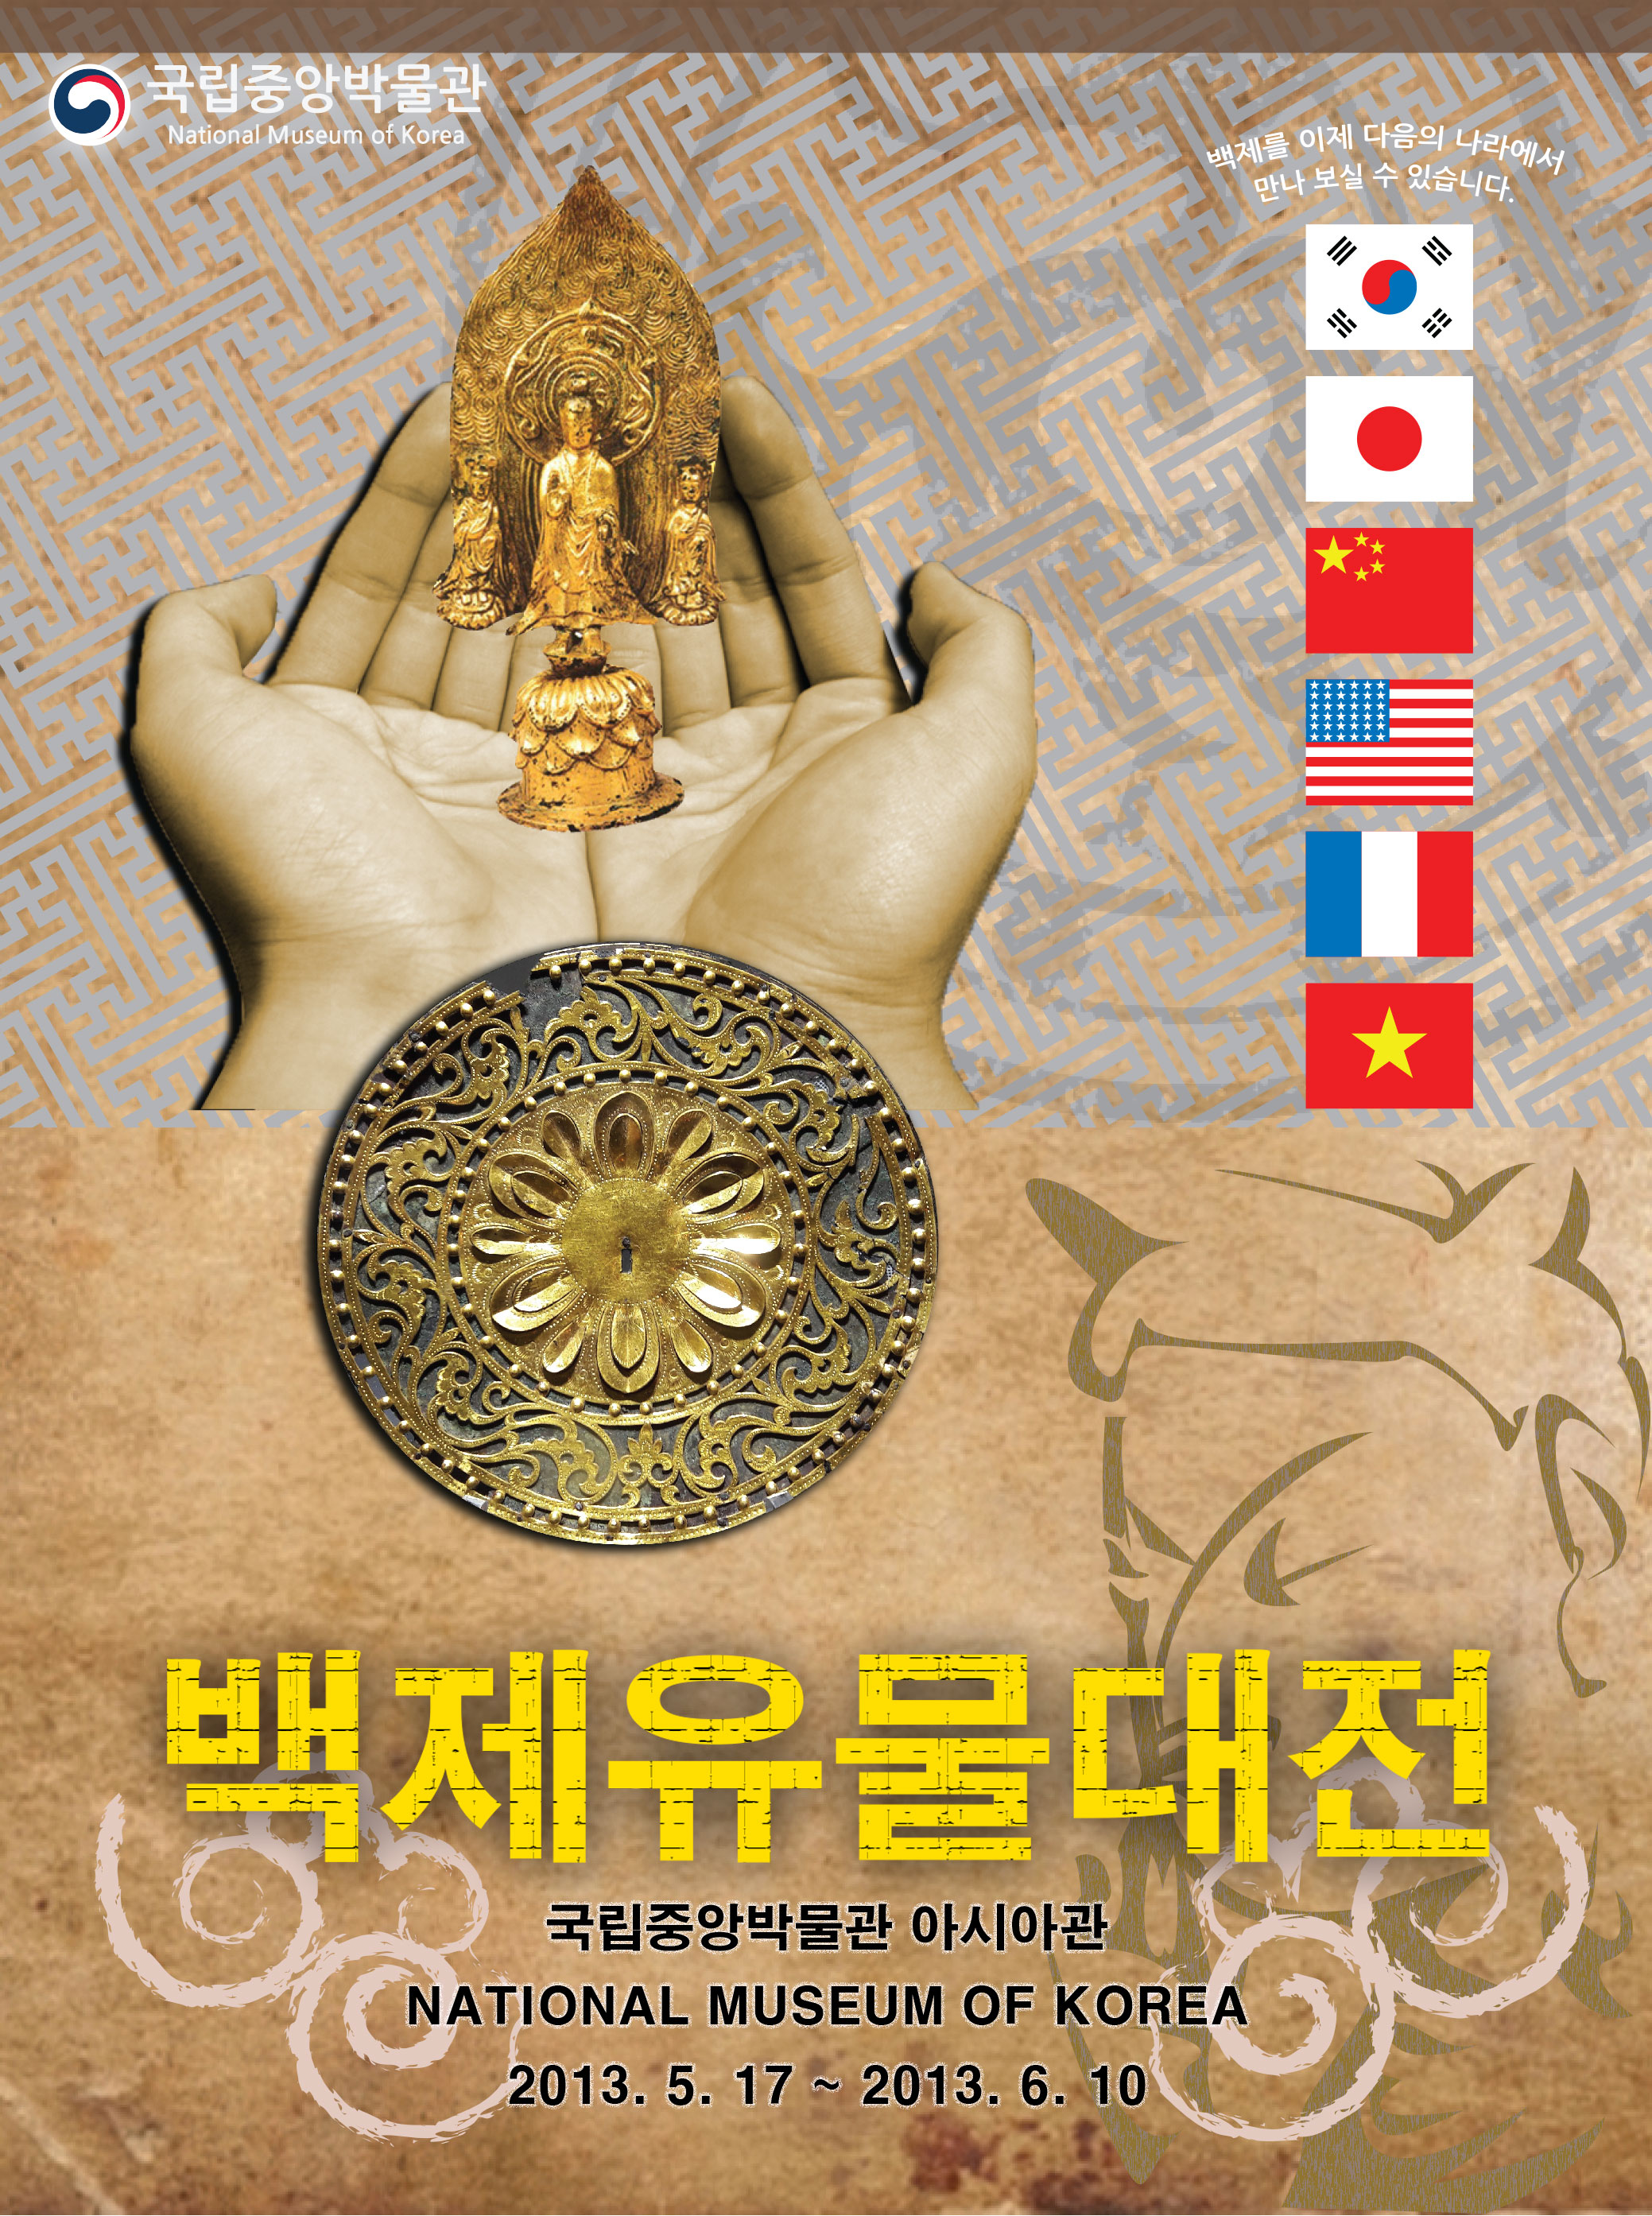 국립중앙박물관
National Museum of Korea
백제를 이제 다음의 나라에서
만나 보실 수 있습니다.
백제유물대전
국립중앙박물관 아시아관
NATIONAL MUSEUM OF KOREA
2013. 5. 17 ~ 2013. 6. 10